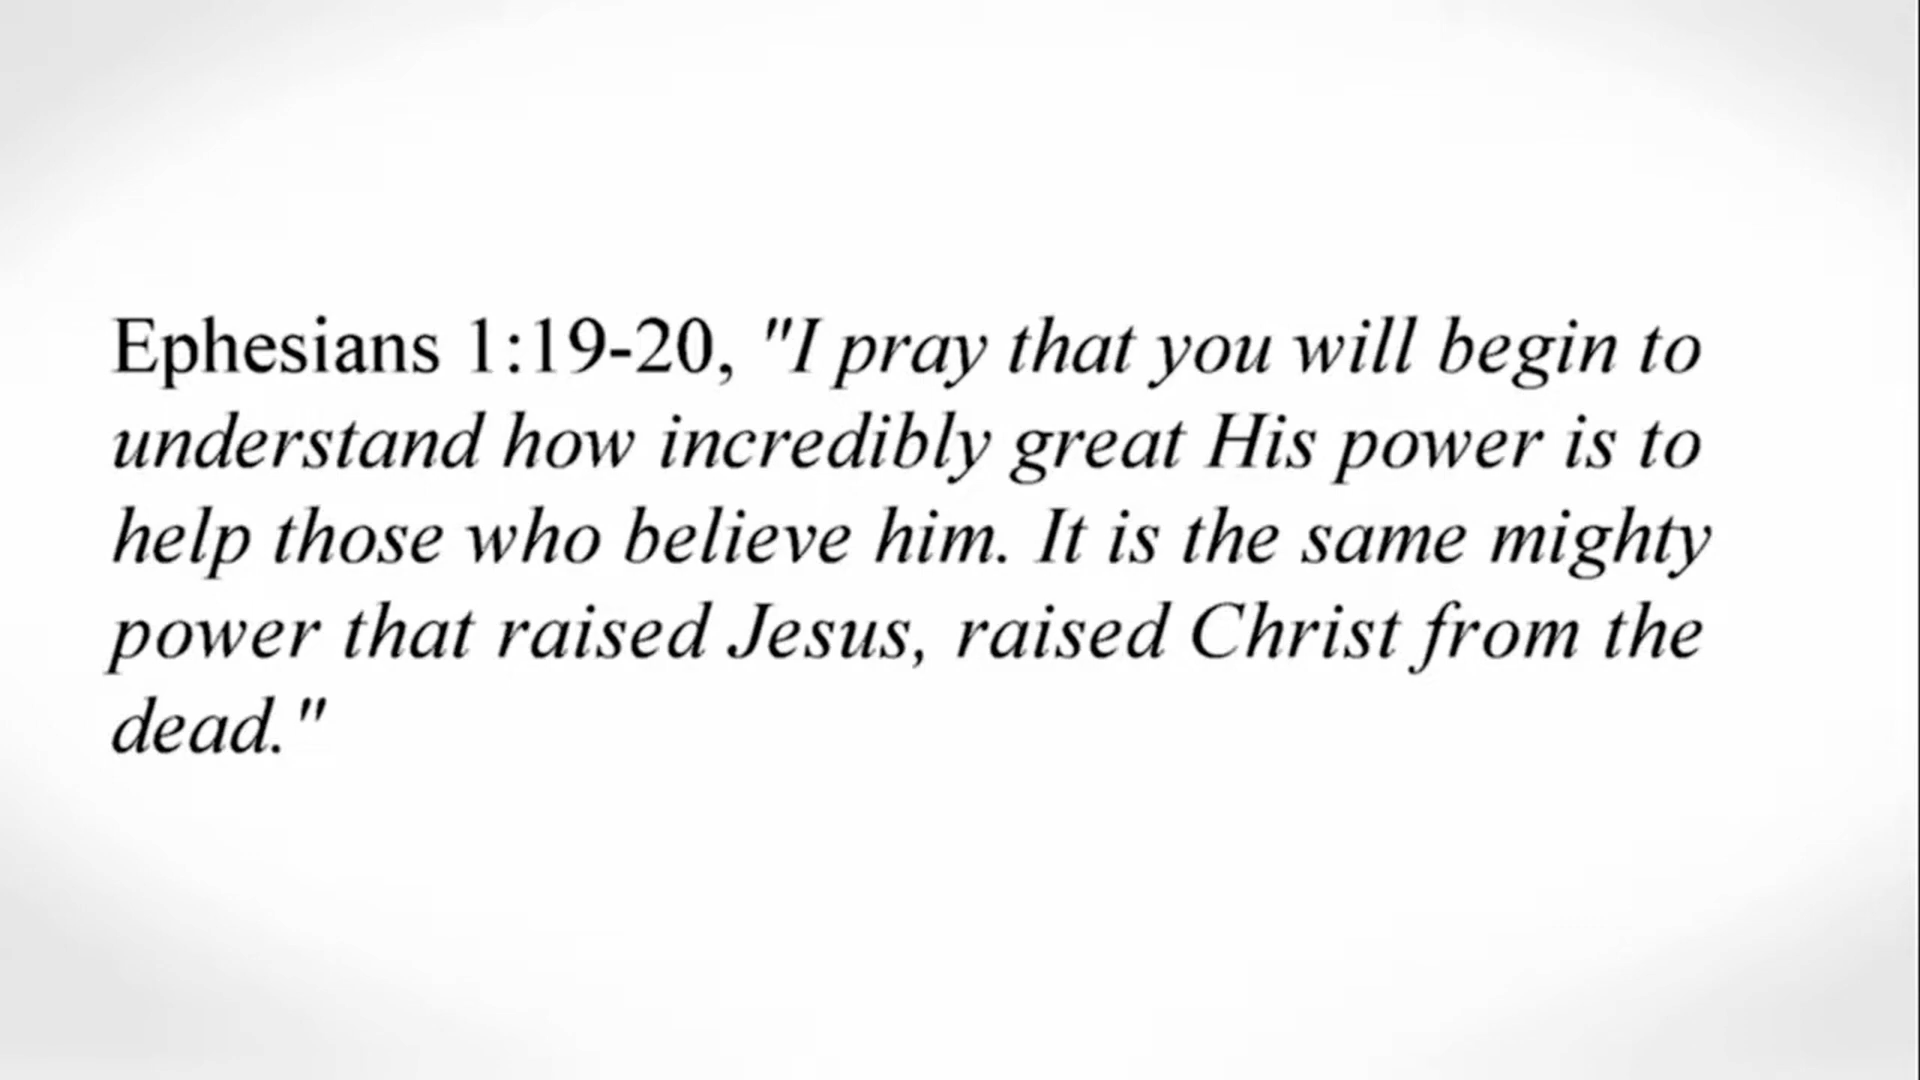 Ephesians 1:19-20, "I pray that you will begin to
understand how incredibly great His power is to
help those who believe him. It is the same mighty
power that raised Jesus, raised Christ from the
dead."